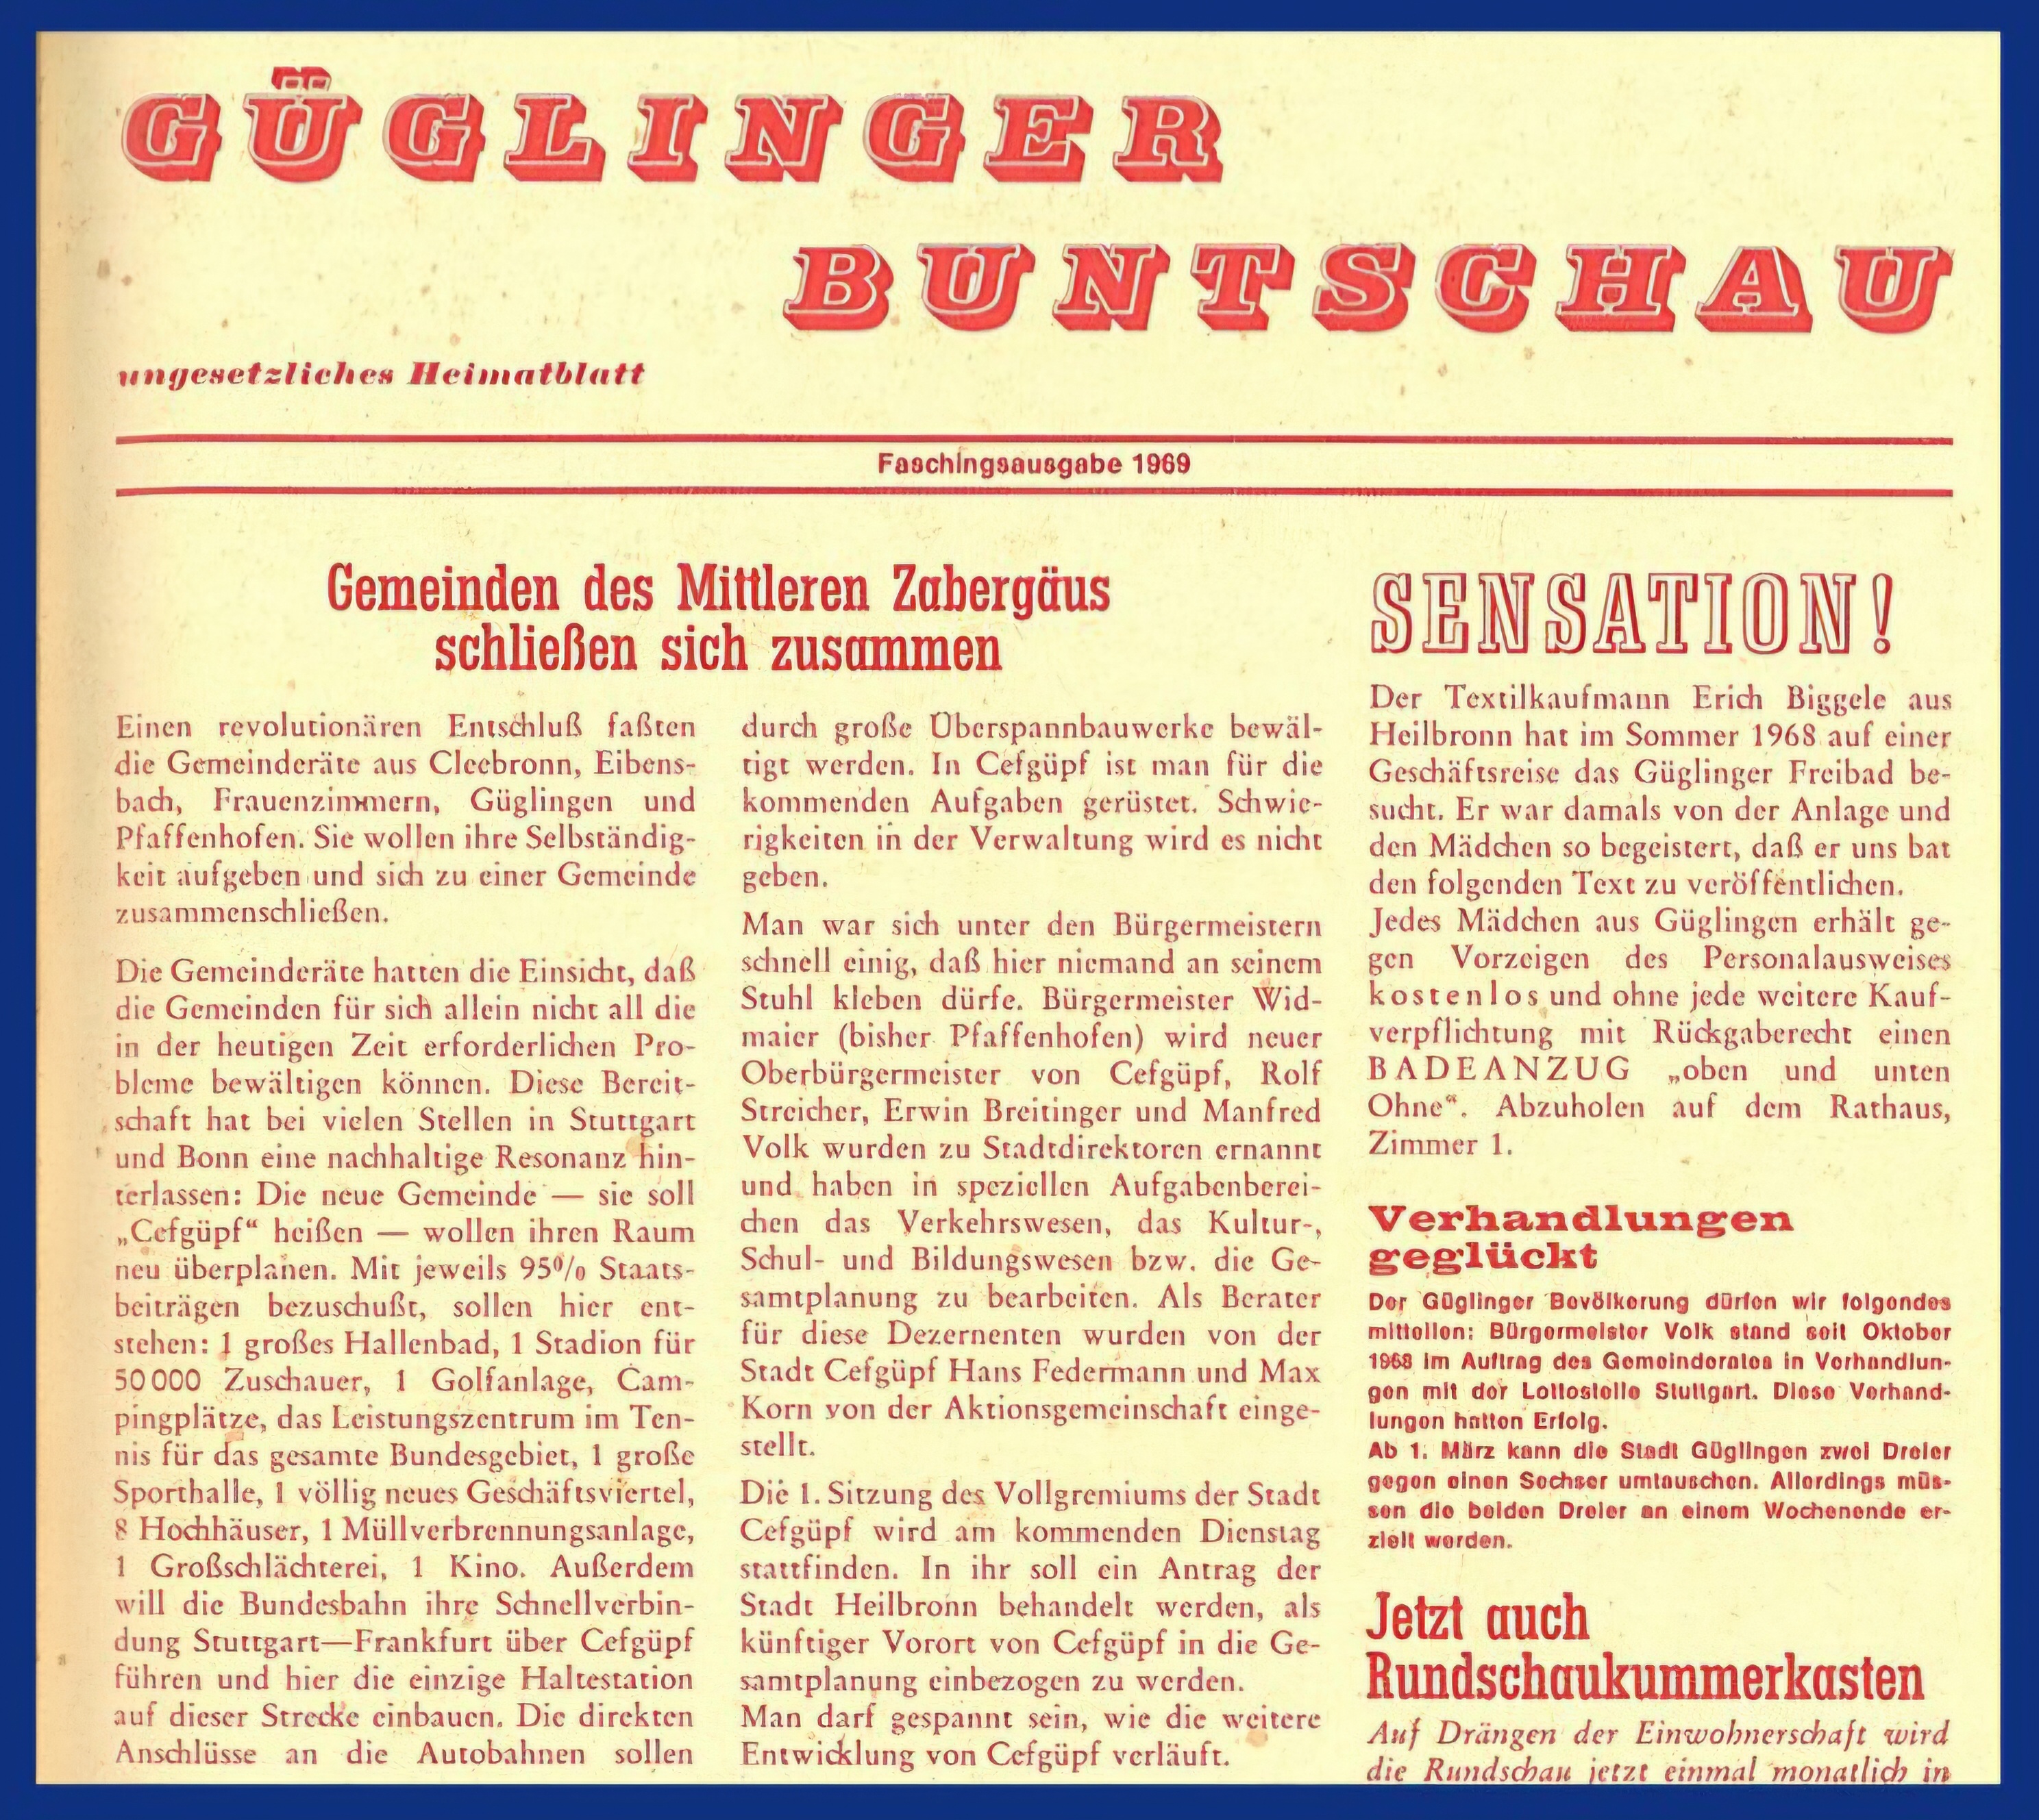 GÜGLINGER
BUNTSCHAU
ungesetzliches Heimatblatt
Faschingsausgabe 1969
Gemeinden des Mittleren Zabergäus
schließen sich zusammen
Einen revolutionären Entschluß faßten
die Gemeinderäte aus Cleebronn, Eibens-
bach, Frauenzimmern, Güglingen und
Pfaffenhofen. Sie wollen ihre Selbständig-
keit aufgeben und sich zu einer Gemeinde
zusammenschließen.
Die Gemeinderäte hatten die Einsicht, daß
die Gemeinden für sich allein nicht all die
in der heutigen Zeit erforderlichen Pro-
bleme bewältigen können. Diese Bereit-
schaft hat bei vielen Stellen in Stuttgart
und Bonn eine nachhaltige Resonanz hin-
terlassen: Die neue Gemeinde — sie soll
„Cefgüpf“ heißen — wollen ihren Raum
neu überplanen. Mit jeweils 95% Staats-
beiträgen bezuschußt, sollen hier ent-
stehen: 1 großes Hallenbad, 1 Stadion für
50 000 Zuschauer, 1 Golfanlage, Cam-
pingplätze, das Leistungszentrum im Ten-
nis für das gesamte Bundesgebiet, 1 große
Sporthalle, 1 völlig neues Geschäftsviertel,
8 Hochhäuser, 1 Müllverbrennungsanlage,
1 Großschlächterei, 1 Kino. Außerdem
will die Bundesbahn ihre Schnellverbin-
dung Stuttgart—Frankfurt über Cefgüpf
führen und hier die einzige Haltestation
auf dieser Strecke einbauen. Die direkten
Anschlüsse an die Autobahnen sollen
durch große Überspannbauwerke bewäl-
tigt werden. In Cefgüpf ist man für die
kommenden Aufgaben gerüstet. Schwie-
rigkeiten in der Verwaltung wird es nicht
geben.
Man war sich unter den Bürgermeistern
schnell einig, daß hier niemand an seinem
Stuhl kleben dürfe. Bürgermeister Wid-
maier (bisher Pfaffenhofen) wird neuer
Oberbürgermeister von Cefgüpf, Rolf
Streicher, Erwin Breitinger und Manfred
Volk wurden zu Stadtdirektoren ernannt
und haben in speziellen Aufgabenberei-
chen das Verkehrswesen, das Kultur-,
Schul- und Bildungswesen bzw. die Ge-
samtplanung zu bearbeiten. Als Berater
für diese Dezernenten wurden von der
Stadt Cefgüpf Hans Federmann und Max
Korn von der Aktionsgemeinschaft einge-
stellt.
Die 1. Sitzung des Vollgremiums der Stadt
Cefgüpf wird am kommenden Dienstag
stattfinden. In ihr soll ein Antrag der
Stadt Heilbronn behandelt werden, als
künftiger Vorort von Cefgüpf in die Ge-
samtplanung einbezogen zu werden.
Man darf gespannt sein, wie die weitere
Entwicklung von Cefgüpf verläuft.
SENSATION!
Der Textilkaufmann Erich Biggele aus
Heilbronn hat im Sommer 1968 auf einer
Geschäftsreise das Güglinger Freibad be-
sucht. Er war damals von der Anlage und
den Mädchen so begeistert, daß er uns bat
den folgenden Text zu veröffentlichen.
Jedes Mädchen aus Güglingen erhält ge-
gen Vorzeigen des Personalausweises
kostenlos und ohne jede weitere Kauf-
verpflichtung mit Rückgaberecht einen
BADEANZUG „oben und unten
Ohne“. Abzuholen auf dem Rathaus,
Zimmer 1.
Verhandlungen
geglückt
Der Güglinger Bevölkerung dürfen wir folgendes
mitteilen: Bürgermeister Volk stand seit Oktober
1968 im Auftrag des Gemeinderates in Verhandlun-
gen mit der Lottostelle Stuttgart. Diese Verhand-
lungen hatten Erfolg.
Ab 1. März kann die Stadt Güglingen zwei Dreier
gegen einen Sechser umtauschen. Allerdings müs-
sen die beiden Dreier an einem Wochenende er-
zielt werden.
Jetzt auch
Rundschaukummerkasten
Auf Drängen der Einwohnerschaft wird
die Rundschau jetzt einmal monatlich in